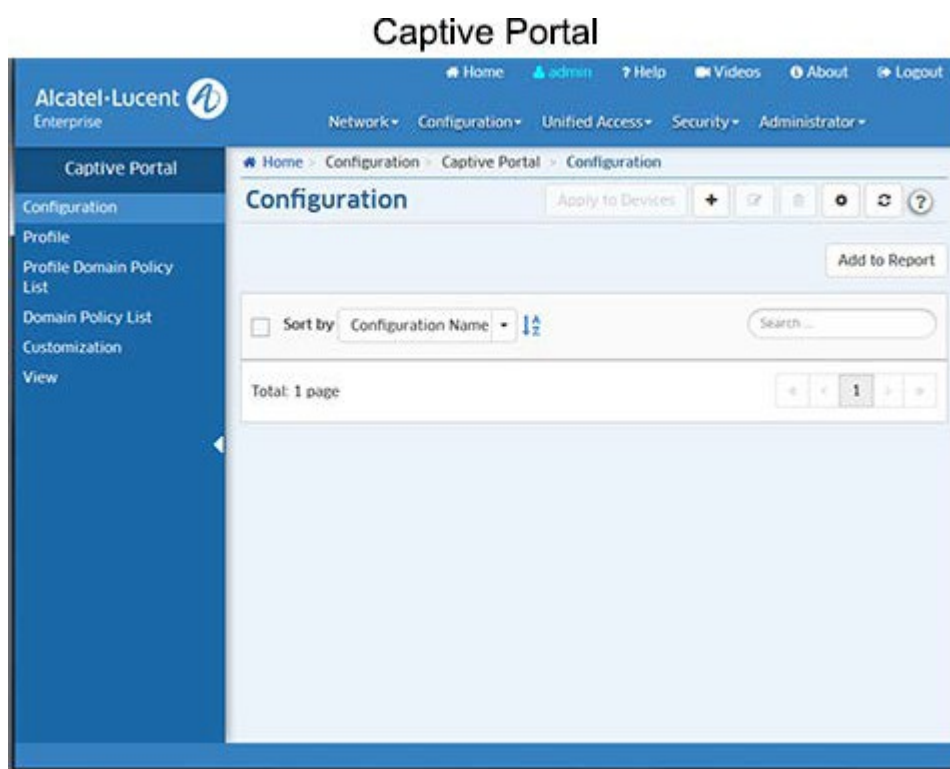 Captive Portal
Home admin ? Help Videos About Logout
Alcatel·Lucent
Enterprise
Network Configuration Unified Access Security Administrator
Captive Portal
Home > Configuration > Captive Portal > Configuration
Configuration
Configuration
Apply to Devices + ?
Profile
Profile Domain Policy
List
Domain Policy List
Customization
View
Add to Report
Sort by Configuration Name A Z Search ...
Total: 1 page « < 1 > »